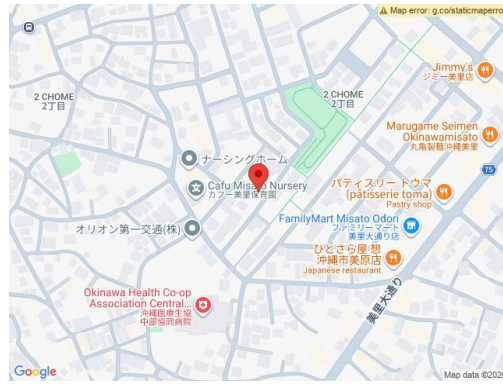 Map error: g.co/staticmaperro
Jimmy's
ジミー美里店
2 CHOME
2丁目
2 CHOME
2丁目
Marugame Seimen
Okinawamisato
丸亀製麺沖縄美里
ナーシングホーム
75
Cafu Misato Nursery
カフー美里保育園
パティスリー トウマ
(pâtisserie toma)
Pastry shop
オリオン第一交通(株)
FamilyMart Misato Odori
ファミリーマート
美里大通り店
ひとさら屋 想
沖縄市美原店
Japanese restaurant
Okinawa Health Co-op
Association Central...
沖縄医療生協
中部協同病院
美里大通り
Google
Map data ©202